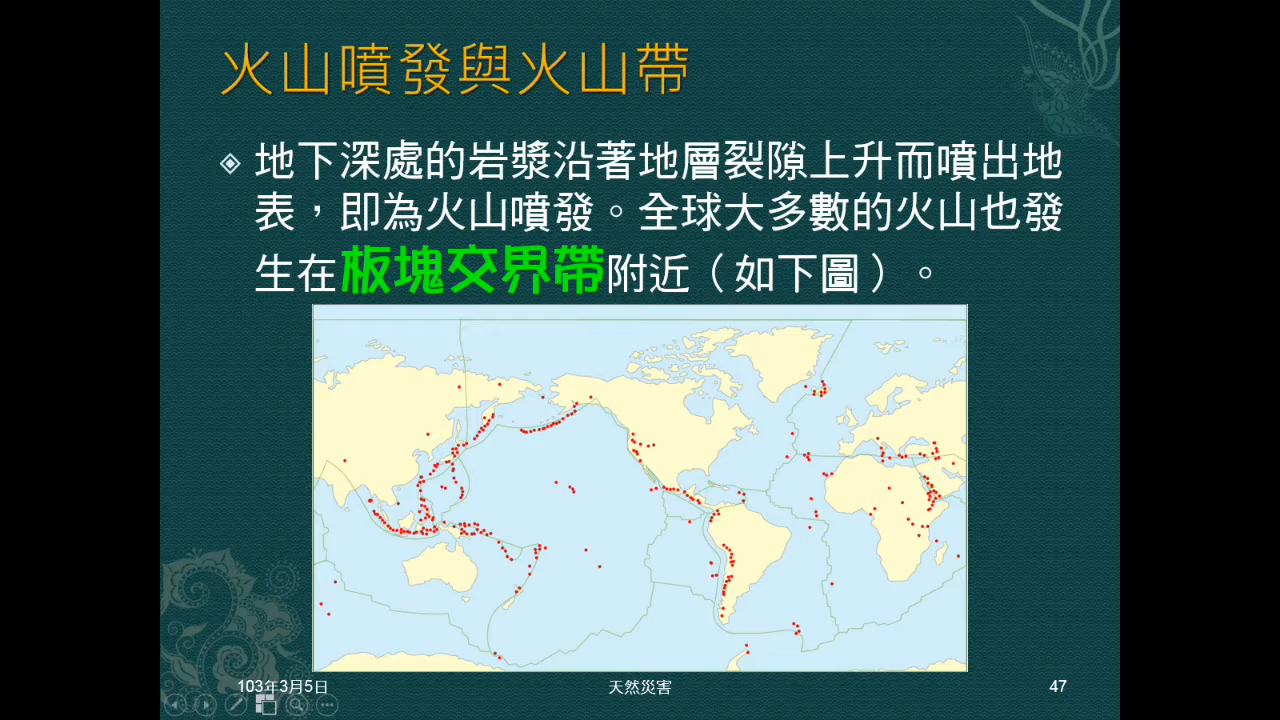 火山噴發與火山帶
地下深處的岩漿沿著地層裂隙上升而噴出地
表，即為火山噴發。全球大多數的火山也發
生在板塊交界帶附近（如下圖）。
103年3月5日
天然災害
47